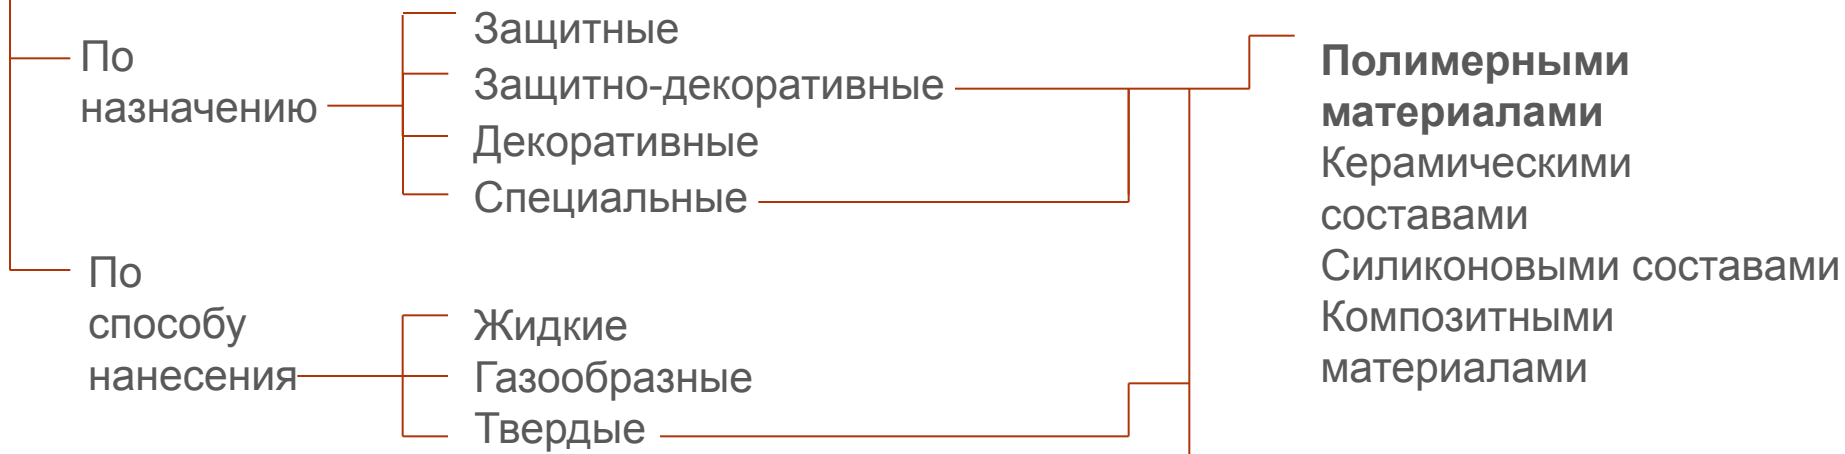 По
назначению
Защитные
Защитно-декоративные
Декоративные
Специальные
По
способу
нанесения
Жидкие
Газообразные
Твердые
Полимерными
материалами
Керамическими
составами
Силиконовыми составами
Композитными
материалами